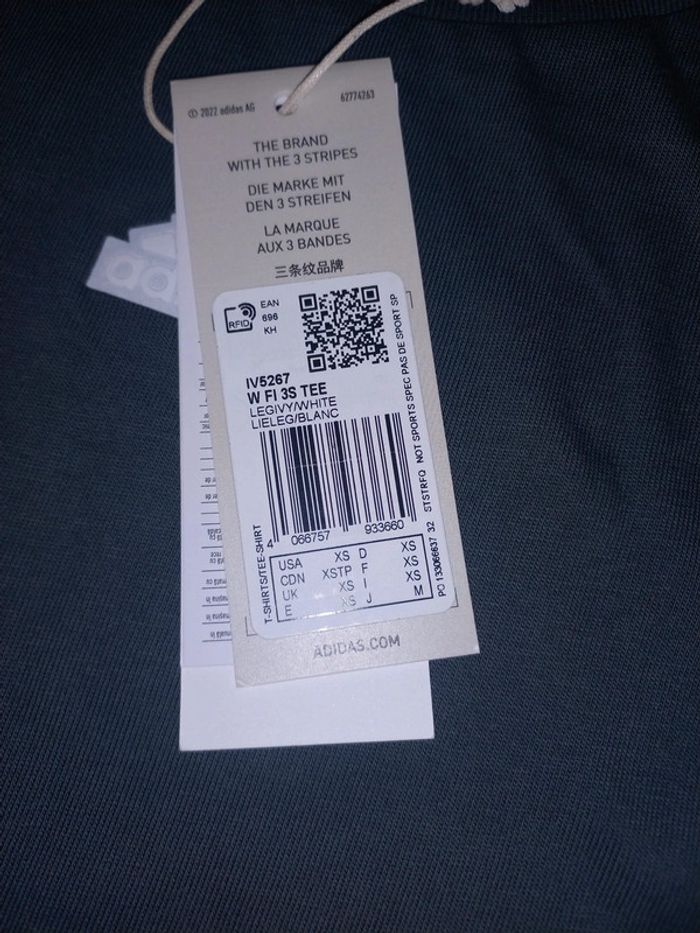 © 2022 adidas AG
62774263
THE BRAND
WITH THE 3 STRIPES
DIE MARKE MIT
DEN 3 STREIFEN
LA MARQUE
AUX 3 BANDES
三条纹品牌
RFID
EAN
696
KH
IV5267
W FI 3S TEE
LEGIVY/WHITE
LIELEG/BLANC
4 066757 933660
USA XS D XS
CDN XSTP F XS
UK XS I XS
E XS J M
T-SHIRTS/TEE-SHIRT
PO 133066637 32 STSTRFQ NOT SPORTS SPEC PAS DE SPORT SP
ADIDAS.COM